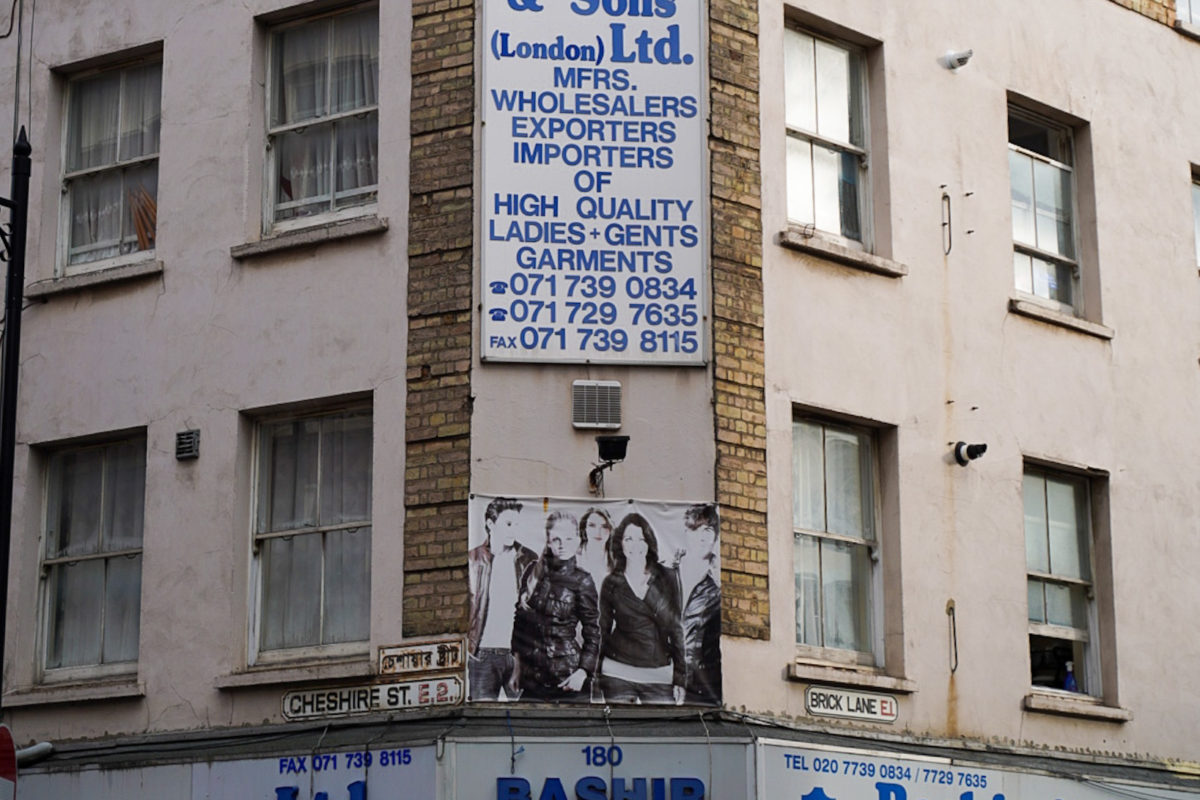 & Sons
(London) Ltd.
MFRS.
WHOLESALERS
EXPORTERS
IMPORTERS
OF
HIGH QUALITY
LADIES + GENTS
GARMENTS
☎ 071 739 0834
☎ 071 729 7635
FAX 071 739 8115
চেশায়ার স্ট্রীট
CHESHIRE ST. E.2.
BRICK LANE E.1.
FAX 071 739 8115
Ltd
180
BASHIR
TEL 020 7739 0834 / 7729 7635